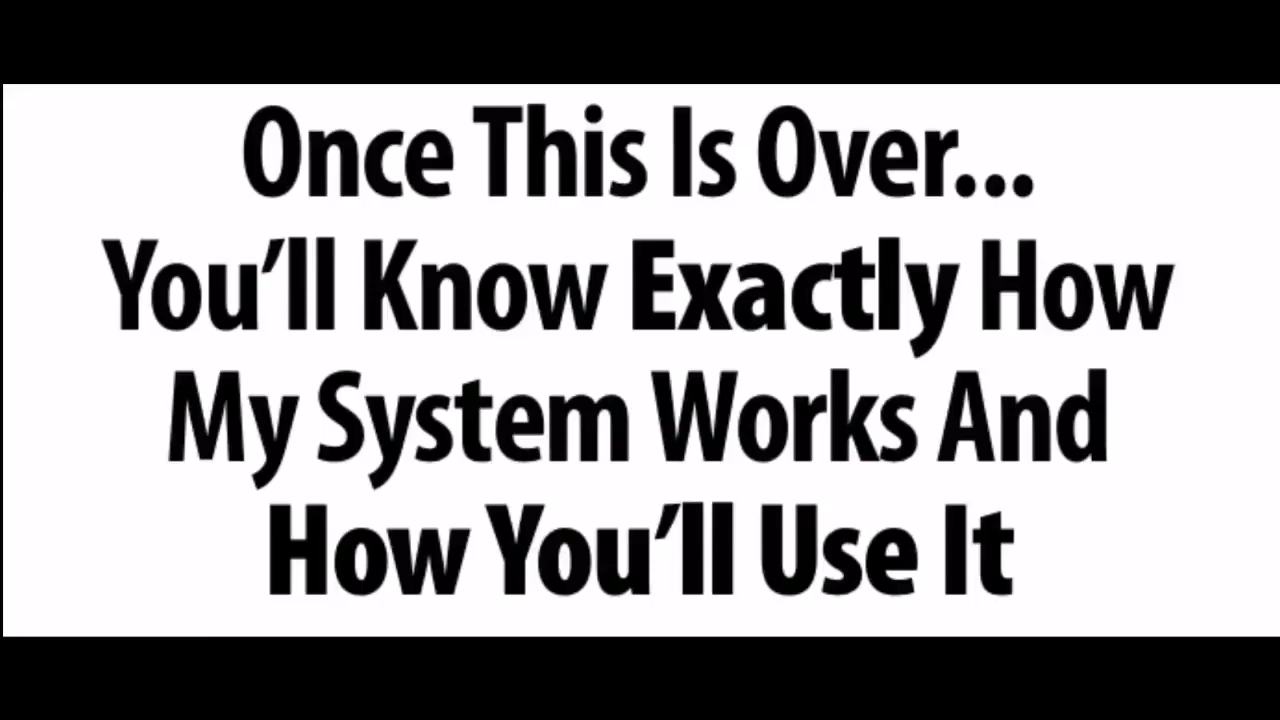 Once This Is Over...
You’ll Know Exactly How
My System Works And
How You’ll Use It